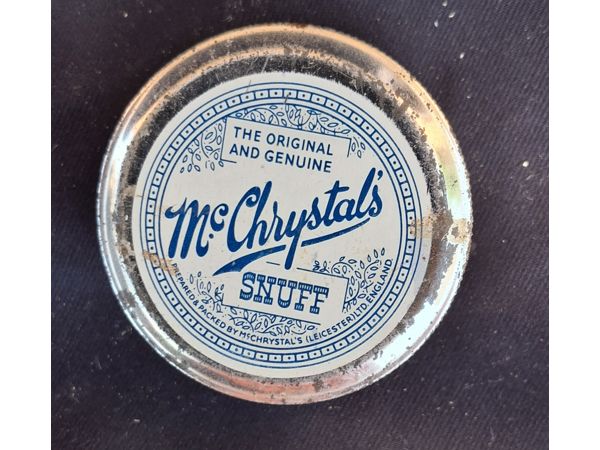 THE ORIGINAL
AND GENUINE
McChrystal's
SNUFF
PREPARED & PACKED BY McCHRYSTAL'S (LEICESTER) LTD ENGLAND